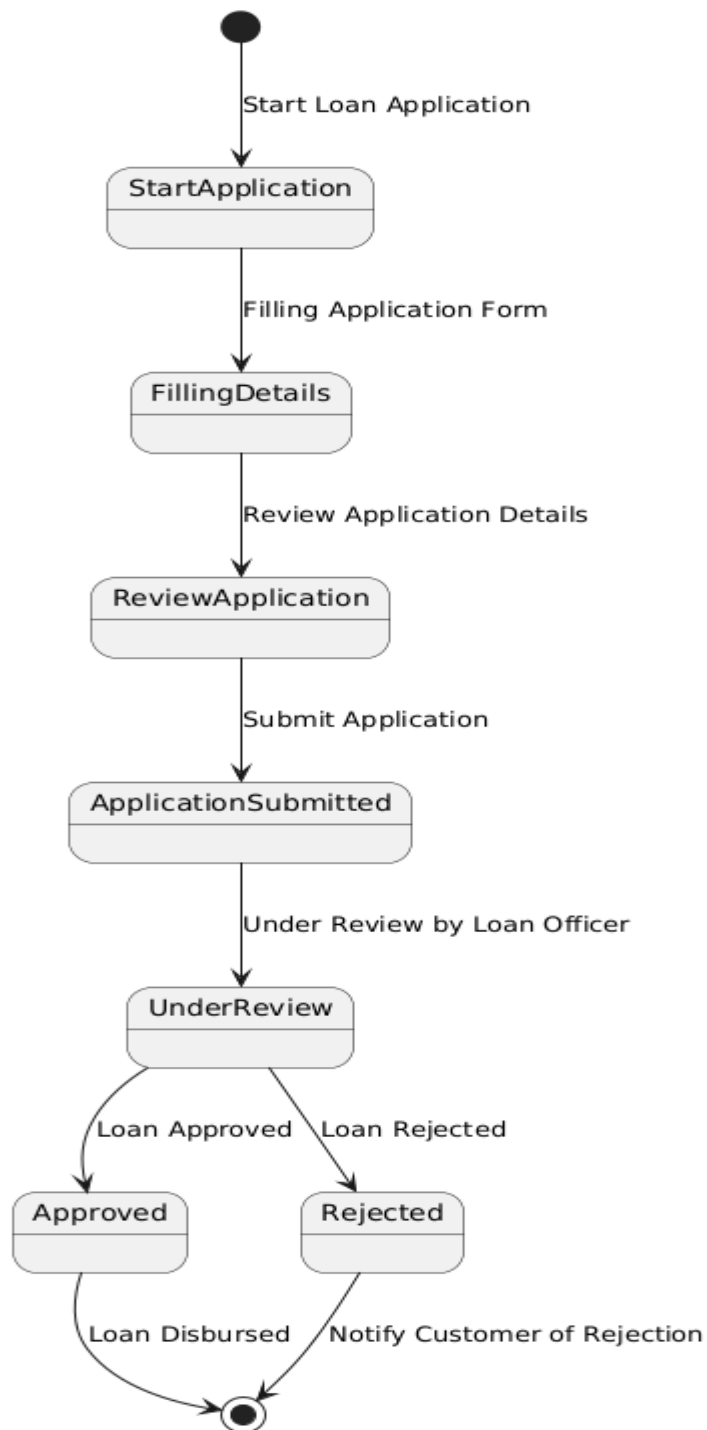 Start Loan Application
StartApplication
Filling Application Form
FillingDetails
Review Application Details
ReviewApplication
Submit Application
ApplicationSubmitted
Under Review by Loan Officer
UnderReview
Loan Approved
Loan Rejected
Approved
Rejected
Loan Disbursed
Notify Customer of Rejection